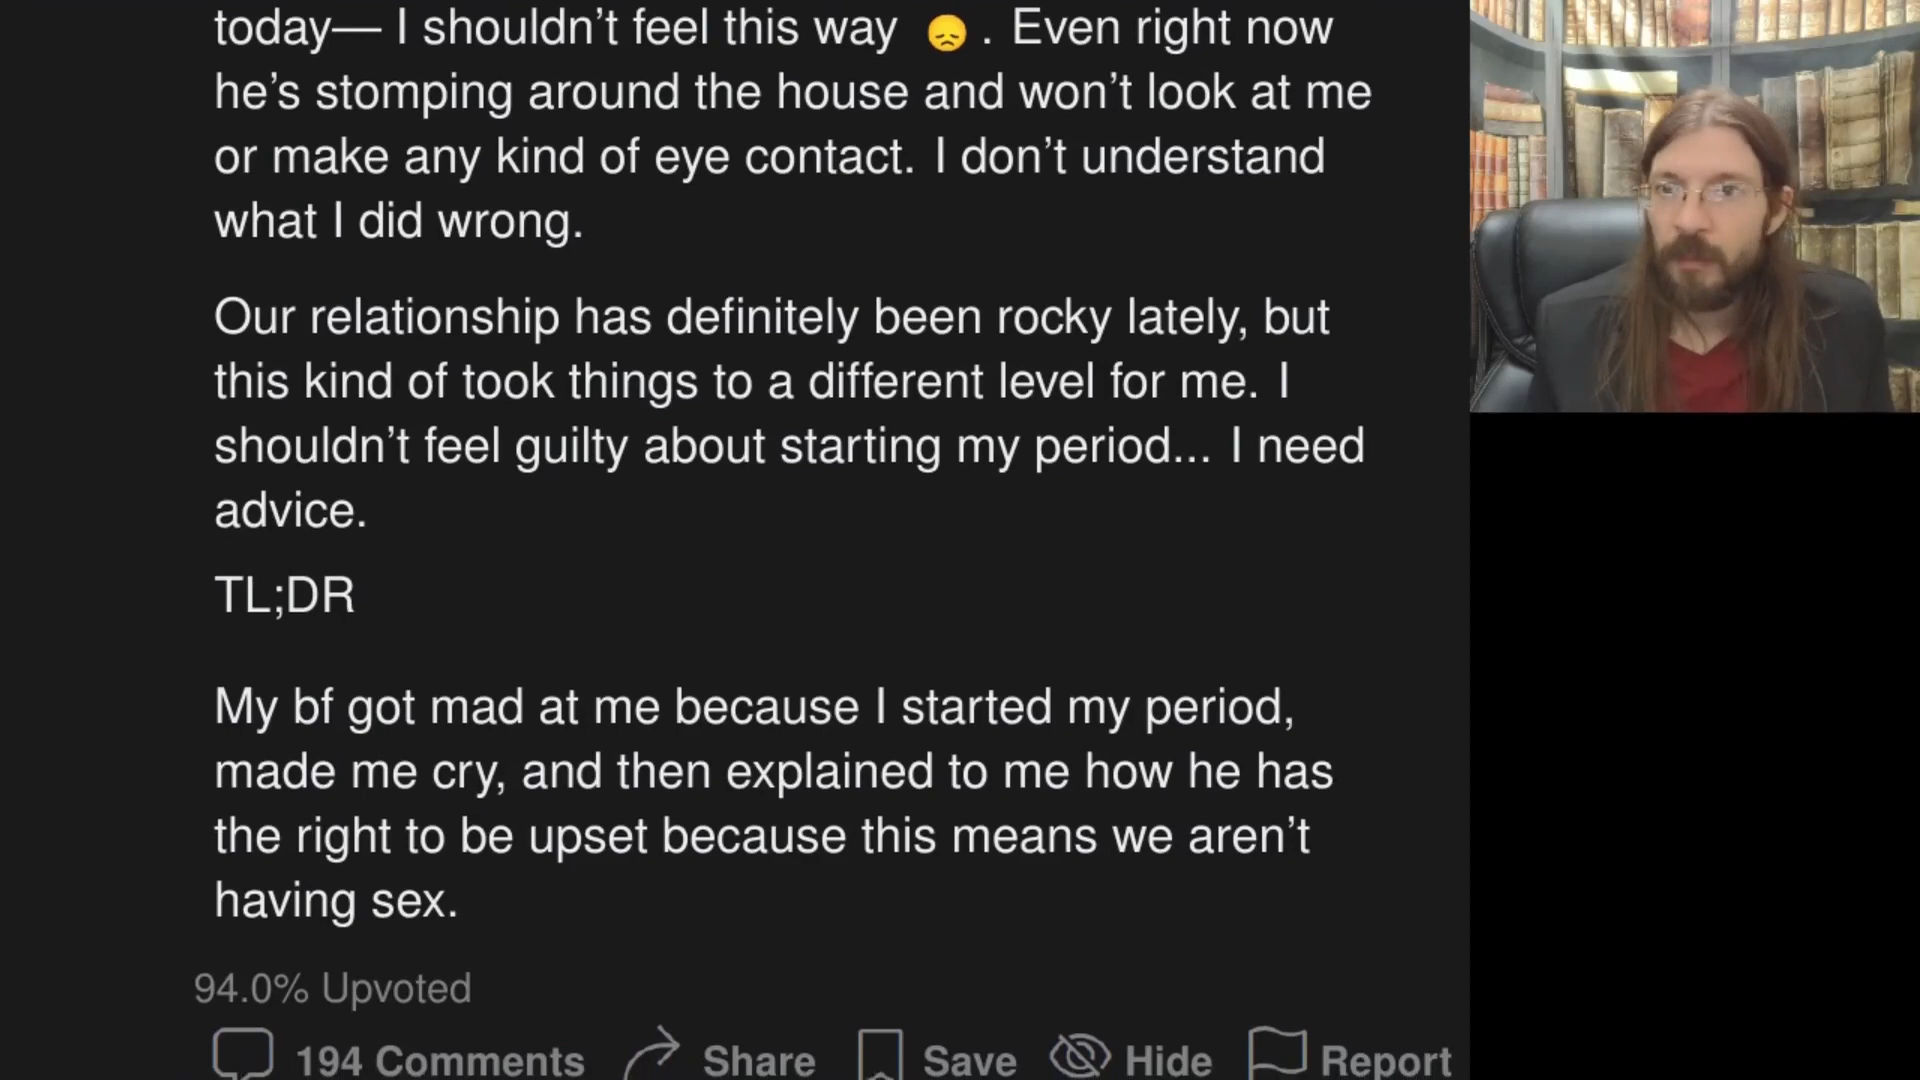 today— I shouldn’t feel this way 😞 . Even right now
he’s stomping around the house and won’t look at me
or make any kind of eye contact. I don’t understand
what I did wrong.
Our relationship has definitely been rocky lately, but
this kind of took things to a different level for me. I
shouldn’t feel guilty about starting my period... I need
advice.
TL;DR
My bf got mad at me because I started my period,
made me cry, and then explained to me how he has
the right to be upset because this means we aren’t
having sex.
94.0% Upvoted
194 Comments Share Save Hide Report